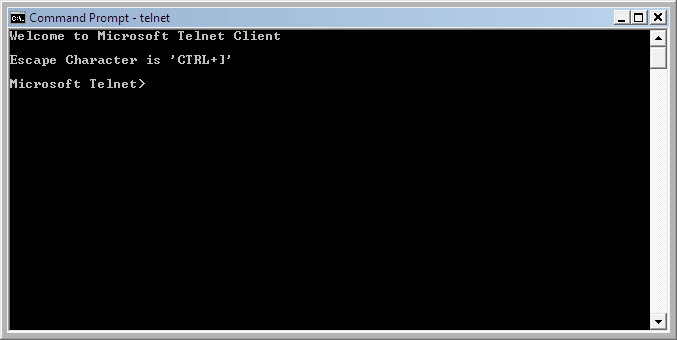 Command Prompt - telnet
Welcome to Microsoft Telnet Client
Escape Character is 'CTRL+]'
Microsoft Telnet>